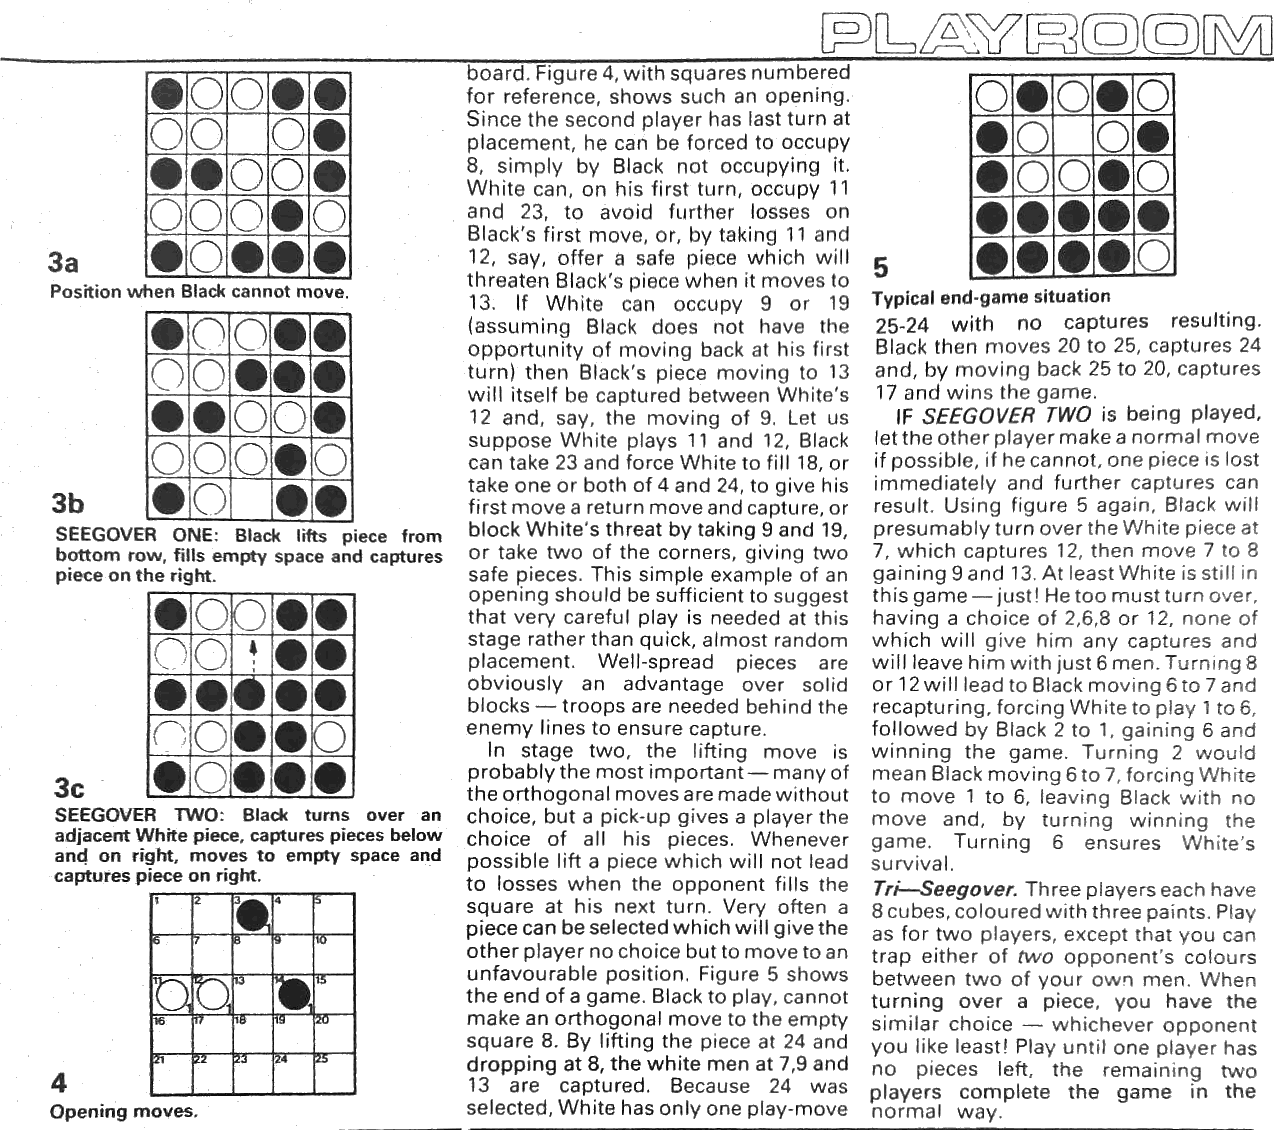 PLAYROOM
3a
Position when Black cannot move.
3b
SEEGOVER ONE: Black lifts piece from
bottom row, fills empty space and captures
piece on the right.
3c
SEEGOVER TWO: Black turns over an
adjacent White piece, captures pieces below
and on right, moves to empty space and
captures piece on right.
1 2 3 4 5
1
6 7 8 9 10
11 12 13 14 15
1 1 1
16 17 18 19 20
21 22 23 24 25
4
Opening moves.
board. Figure 4, with squares numbered
for reference, shows such an opening.
Since the second player has last turn at
placement, he can be forced to occupy
8, simply by Black not occupying it.
White can, on his first turn, occupy 11
and 23, to avoid further losses on
Black's first move, or, by taking 11 and
12, say, offer a safe piece which will
threaten Black's piece when it moves to
13. If White can occupy 9 or 19
(assuming Black does not have the
opportunity of moving back at his first
turn) then Black's piece moving to 13
will itself be captured between White's
12 and, say, the moving of 9. Let us
suppose White plays 11 and 12, Black
can take 23 and force White to fill 18, or
take one or both of 4 and 24, to give his
first move a return move and capture, or
block White's threat by taking 9 and 19,
or take two of the corners, giving two
safe pieces. This simple example of an
opening should be sufficient to suggest
that very careful play is needed at this
stage rather than quick, almost random
placement. Well-spread pieces are
obviously an advantage over solid
blocks — troops are needed behind the
enemy lines to ensure capture.
In stage two, the lifting move is
probably the most important — many of
the orthogonal moves are made without
choice, but a pick-up gives a player the
choice of all his pieces. Whenever
possible lift a piece which will not lead
to losses when the opponent fills the
square at his next turn. Very often a
piece can be selected which will give the
other player no choice but to move to an
unfavourable position. Figure 5 shows
the end of a game. Black to play, cannot
make an orthogonal move to the empty
square 8. By lifting the piece at 24 and
dropping at 8, the white men at 7,9 and
13 are captured. Because 24 was
selected, White has only one play-move
5
Typical end-game situation
25-24 with no captures resulting.
Black then moves 20 to 25, captures 24
and, by moving back 25 to 20, captures
17 and wins the game.
IF SEEGOVER TWO is being played,
let the other player make a normal move
if possible, if he cannot, one piece is lost
immediately and further captures can
result. Using figure 5 again, Black will
presumably turn over the White piece at
7, which captures 12, then move 7 to 8
gaining 9 and 13. At least White is still in
this game — just! He too must turn over,
having a choice of 2,6,8 or 12, none of
which will give him any captures and
will leave him with just 6 men. Turning 8
or 12 will lead to Black moving 6 to 7 and
recapturing, forcing White to play 1 to 6,
followed by Black 2 to 1, gaining 6 and
winning the game. Turning 2 would
mean Black moving 6 to 7, forcing White
to move 1 to 6, leaving Black with no
move and, by turning winning the
game. Turning 6 ensures White's
survival.
Tri—Seegover. Three players each have
8 cubes, coloured with three paints. Play
as for two players, except that you can
trap either of two opponent's colours
between two of your own men. When
turning over a piece, you have the
similar choice — whichever opponent
you like least! Play until one player has
no pieces left, the remaining two
players complete the game in the
normal way.